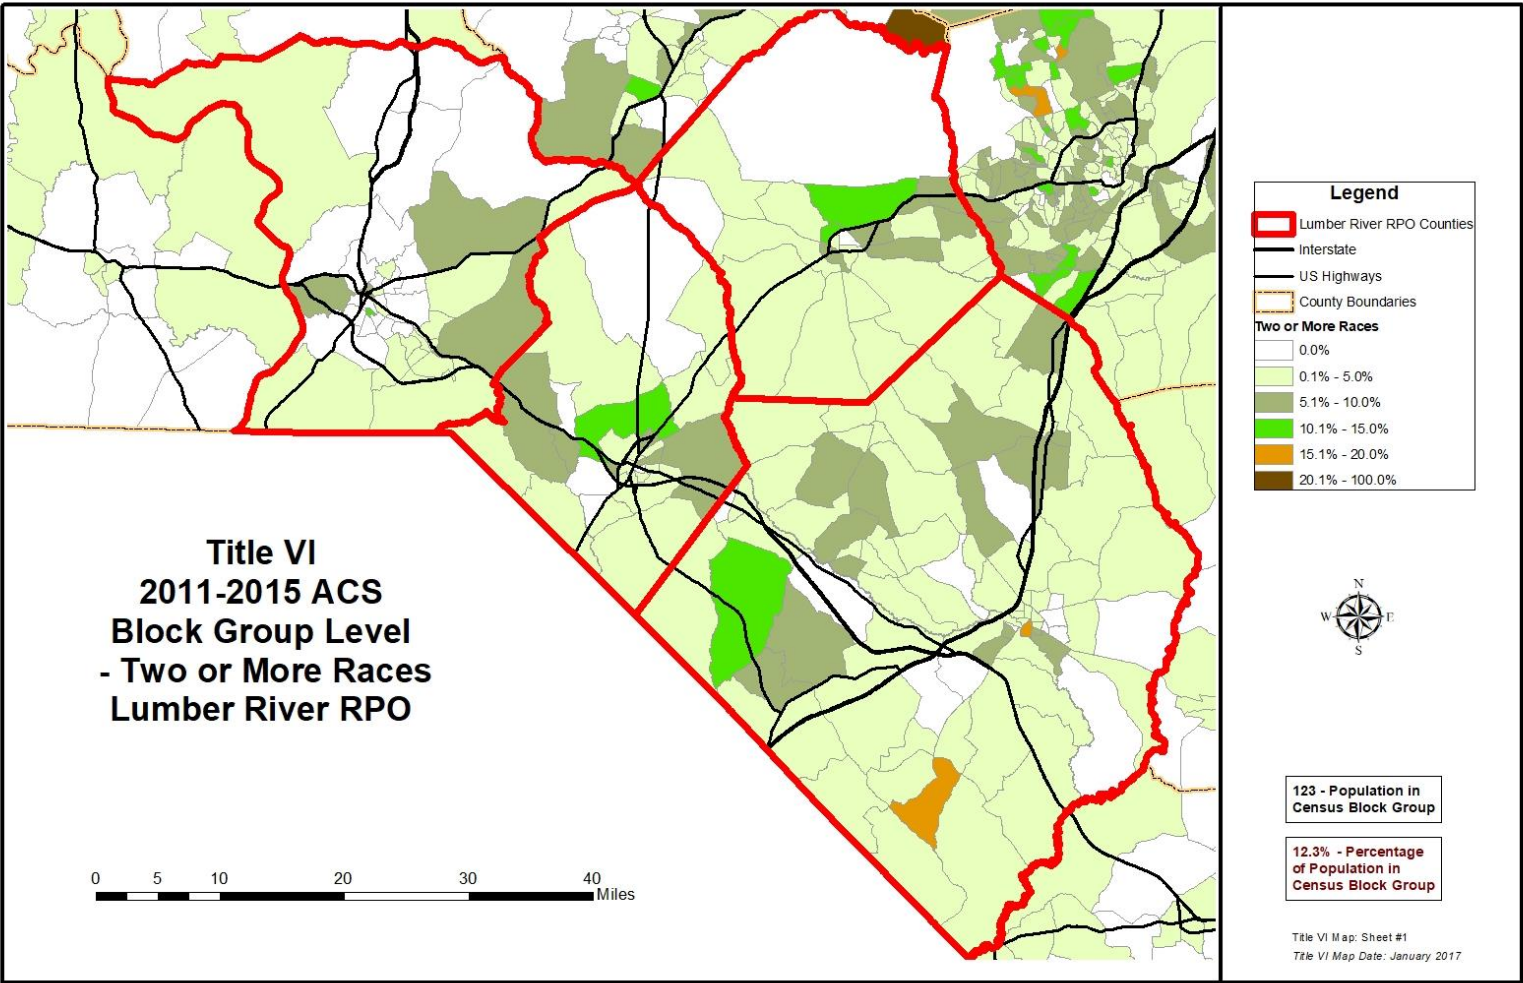 Title VI
2011-2015 ACS
Block Group Level
- Two or More Races
Lumber River RPO
0 5 10 20 30 40
Miles
Legend
Lumber River RPO Counties
Interstate
US Highways
County Boundaries
Two or More Races
0.0%
0.1% - 5.0%
5.1% - 10.0%
10.1% - 15.0%
15.1% - 20.0%
20.1% - 100.0%
N
W E
S
123 - Population in
Census Block Group
12.3% - Percentage
of Population in
Census Block Group
Title VI Map: Sheet #1
Title VI Map Date: January 2017